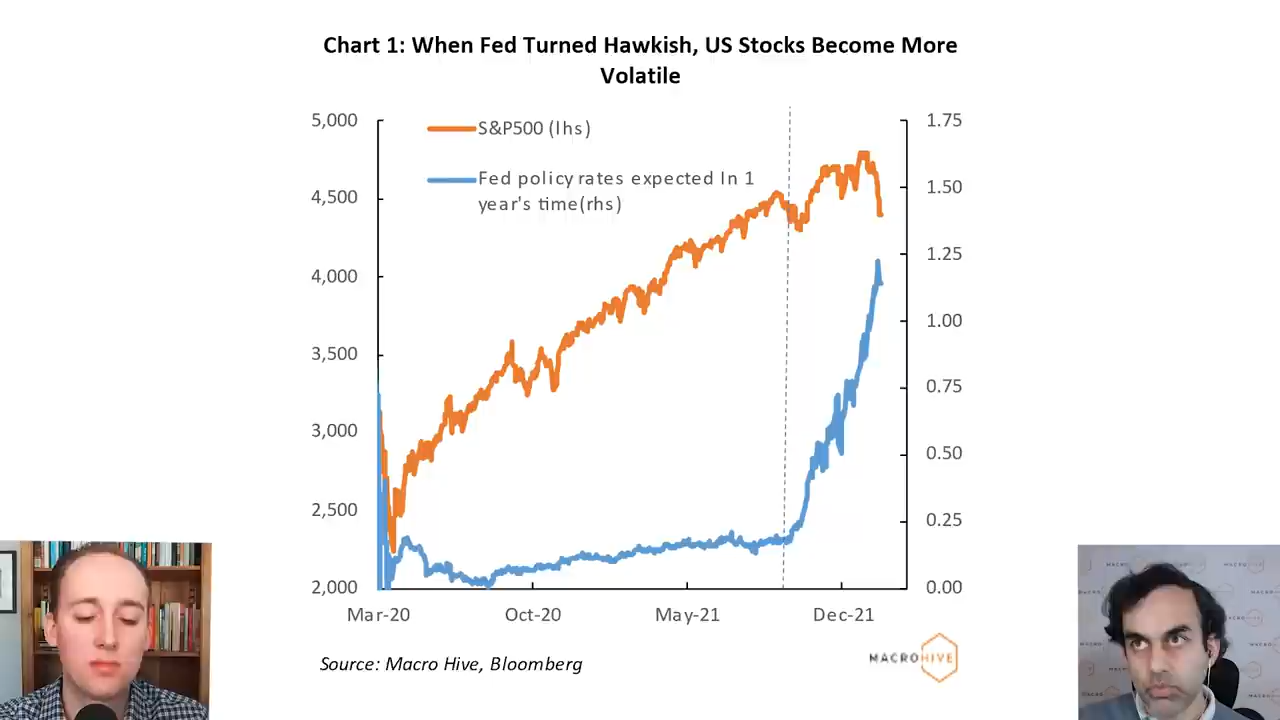 Chart 1: When Fed Turned Hawkish, US Stocks Become More
Volatile
5,000
4,500
4,000
3,500
3,000
2,500
2,000
S&P500 (lhs)
Fed policy rates expected In 1
year's time(rhs)
1.75
1.50
1.25
1.00
0.75
0.50
0.25
0.00
Mar-20
Oct-20
May-21
Dec-21
Source: Macro Hive, Bloomberg
MACROHIVE